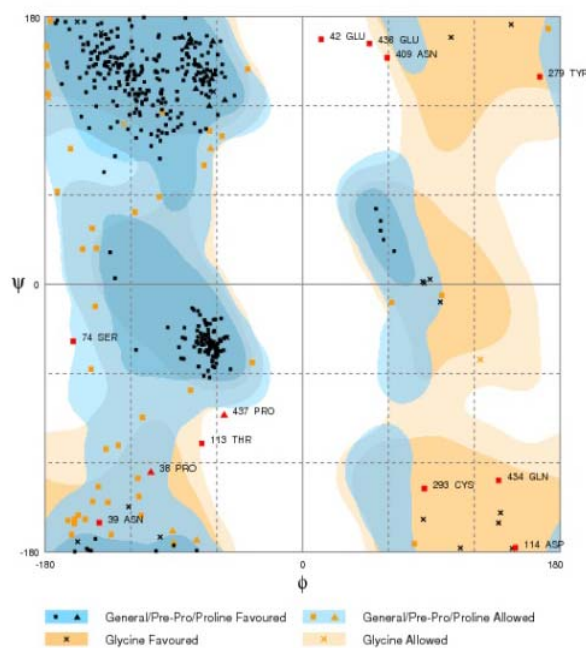 180
42 GLU
436 GLU
409 ASN
279 TYR
Ψ
0
74 SER
437 PRO
113 THR
38 PRO
434 GLN
293 CYS
39 ASN
114 ASP
-180
-180
0
180
ϕ
General/Pre-Pro/Proline Favoured
General/Pre-Pro/Proline Allowed
Glycine Favoured
Glycine Allowed